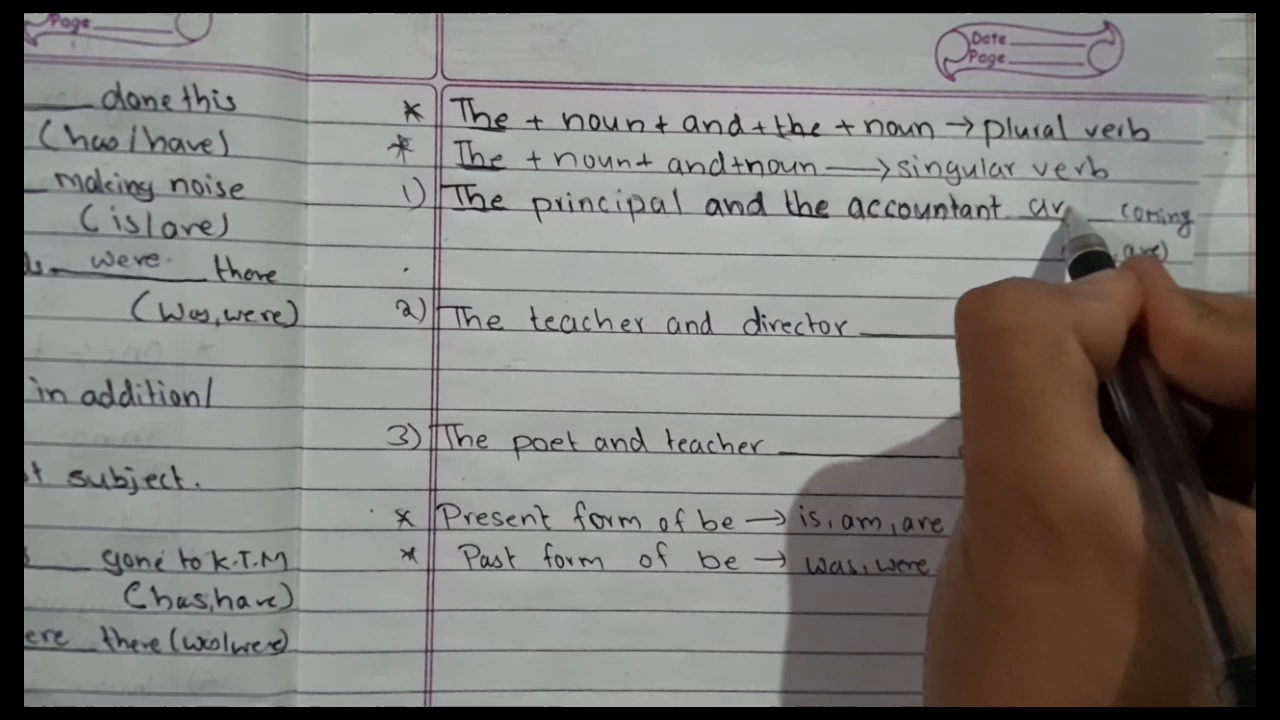 Page
done this
(has/have)
making noise
(is/are)
were there
(was, were)
in addition/
subject.
gone to K.T.M
(has, have)
there (was/were)
Date
Page
* The + noun + and + the + noun → plural verb
* The + noun + and + noun → singular verb
1) The principal and the accountant ar coming
are)
2) The teacher and director
3) The poet and teacher
* Present form of be → is, am, are
* Past form of be → was, were